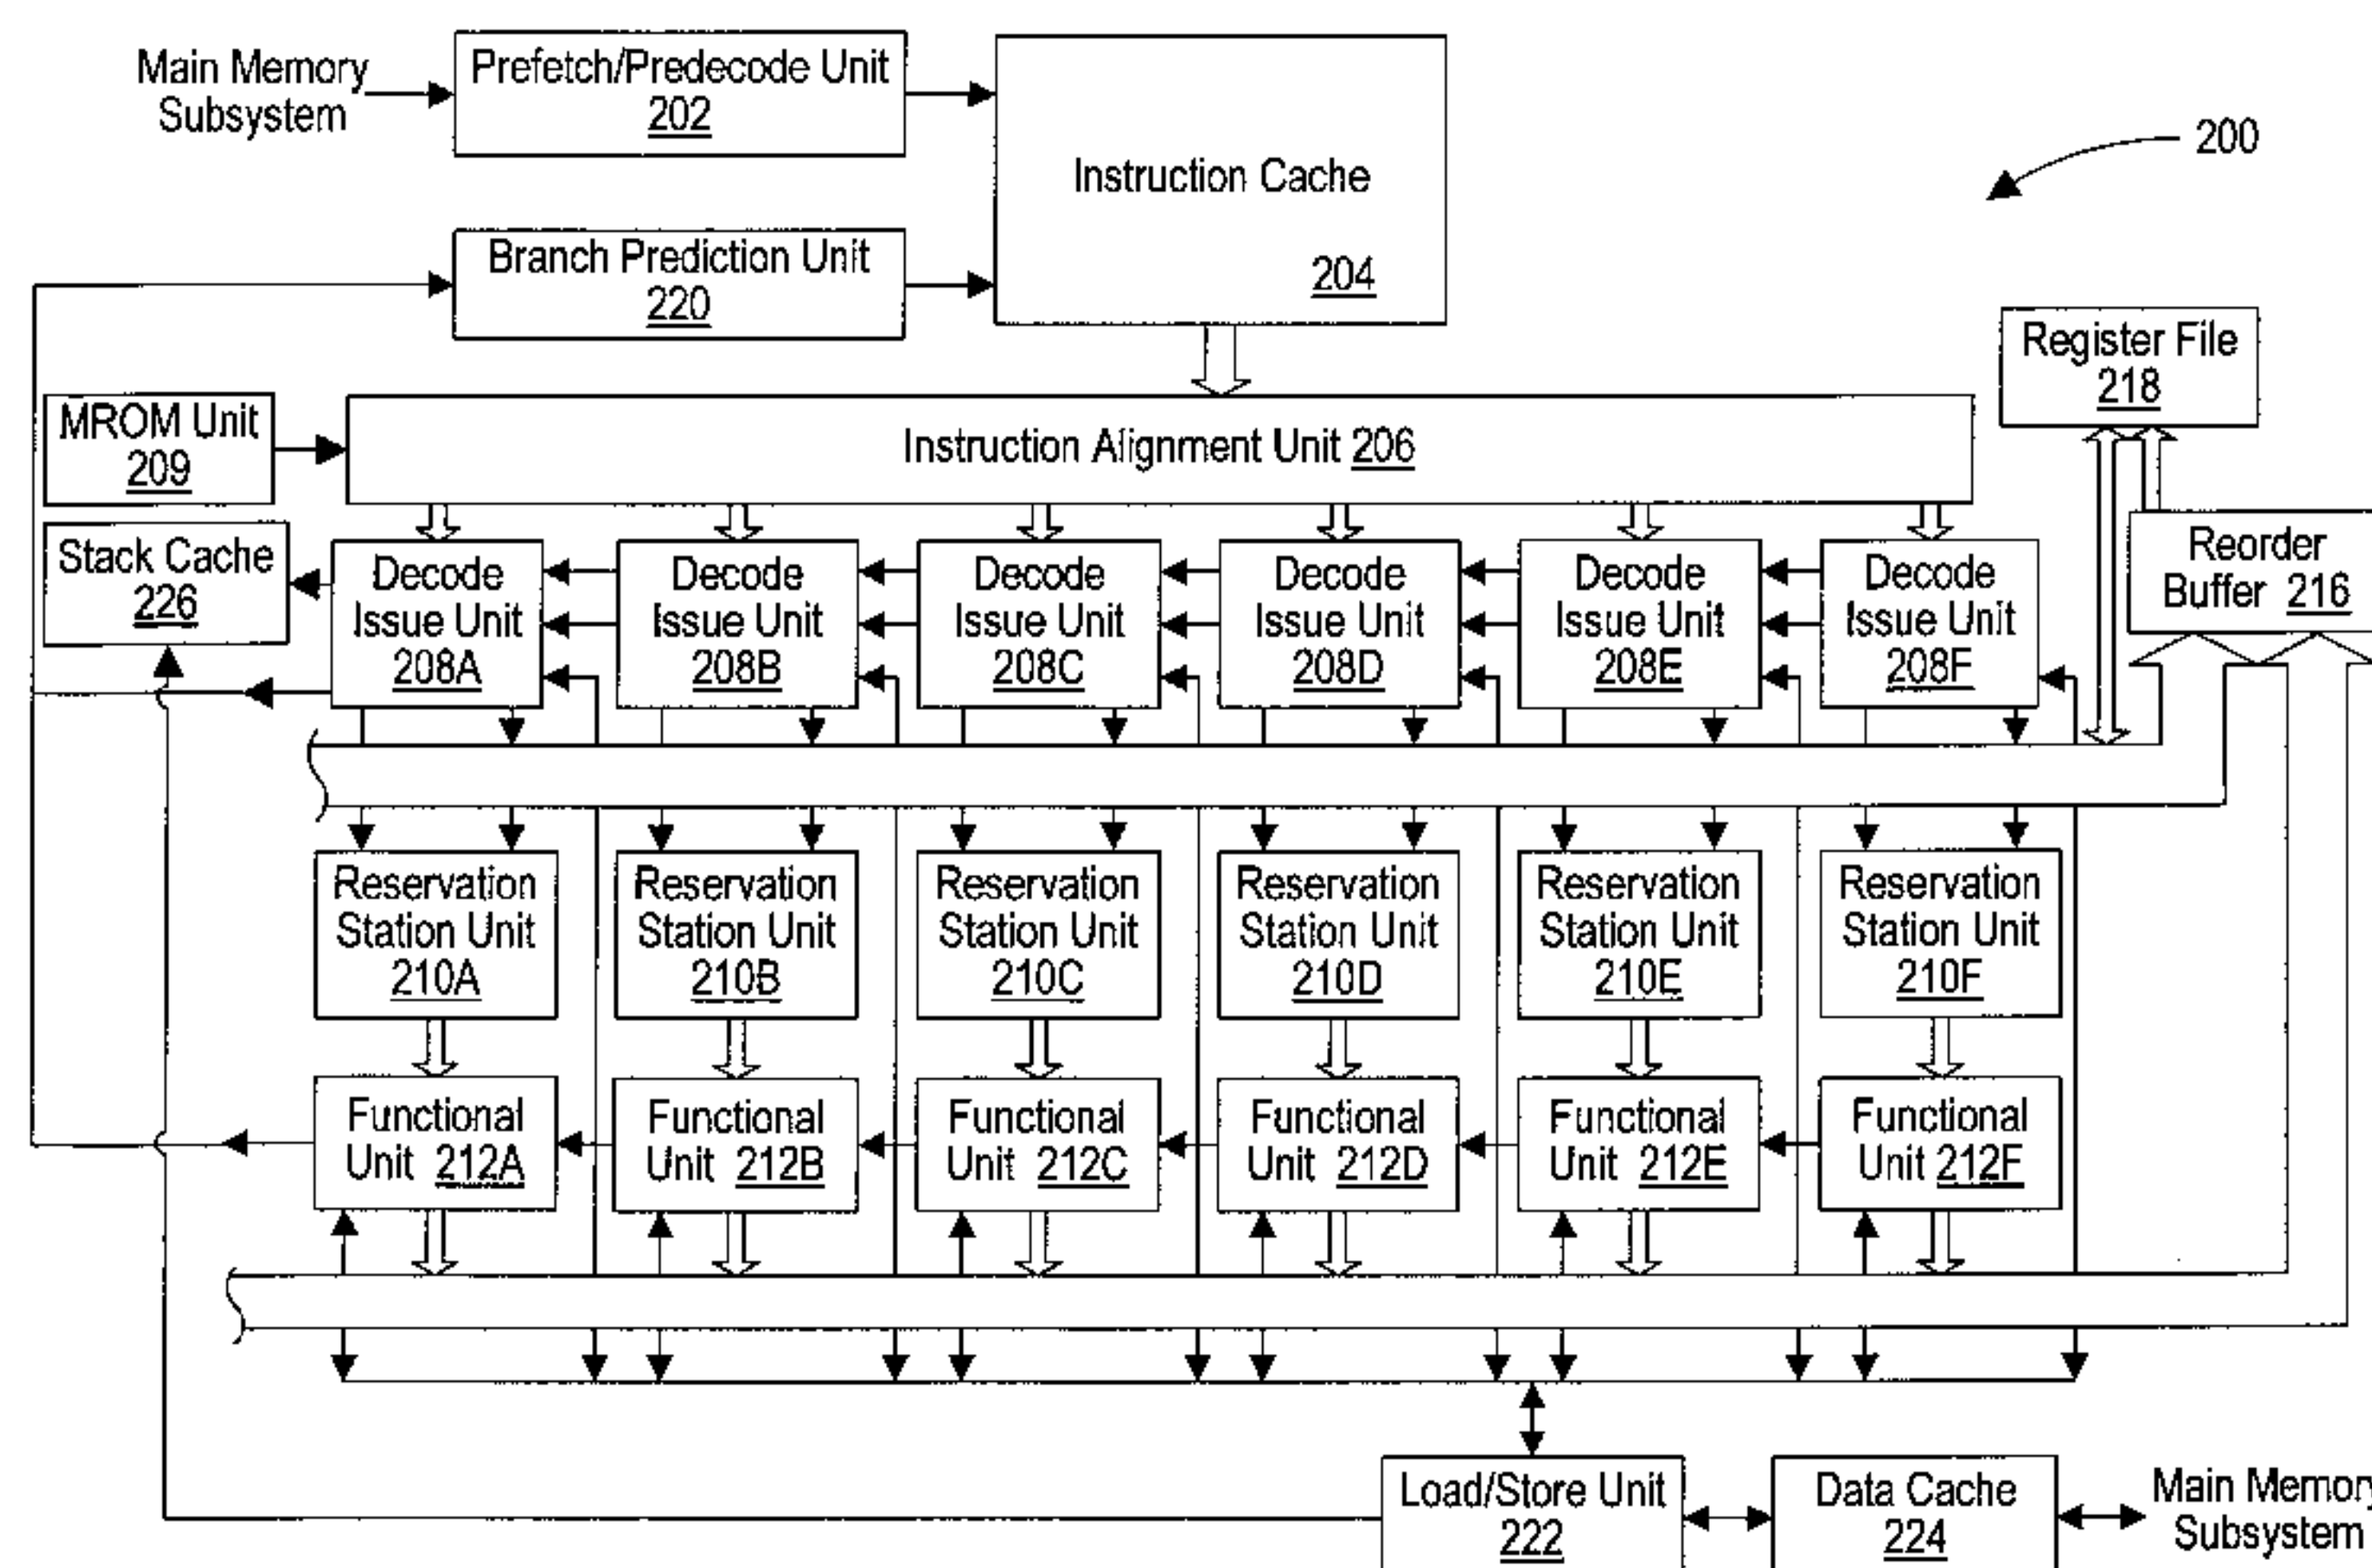 Main Memory
Subsystem
Prefetch/Predecode Unit
202
Instruction Cache
204
200
Branch Prediction Unit
220
Register File
218
MROM Unit
209
Instruction Alignment Unit 206
Stack Cache
226
Decode
Issue Unit
208A
Decode
Issue Unit
208B
Decode
Issue Unit
208C
Decode
Issue Unit
208D
Decode
Issue Unit
208E
Decode
Issue Unit
208F
Reorder
Buffer 216
Reservation
Station Unit
210A
Reservation
Station Unit
210B
Reservation
Station Unit
210C
Reservation
Station Unit
210D
Reservation
Station Unit
210E
Reservation
Station Unit
210F
Functional
Unit 212A
Functional
Unit 212B
Functional
Unit 212C
Functional
Unit 212D
Functional
Unit 212E
Functional
Unit 212F
Load/Store Unit
222
Data Cache
224
Main Memory
Subsystem